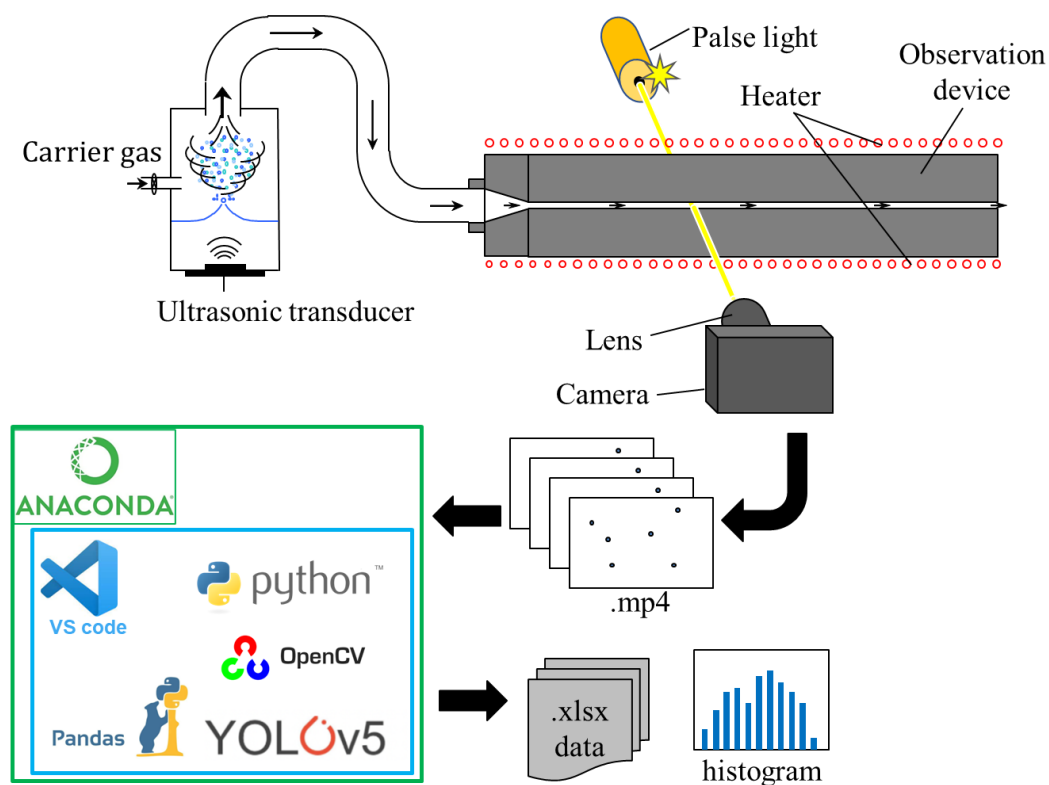 Palse light
Observation
device
Heater
Carrier gas
Ultrasonic transducer
Lens
Camera
ANACONDA®
.mp4
VS code
python™
OpenCV
Pandas
YOLOv5
.xlsx
data
histogram